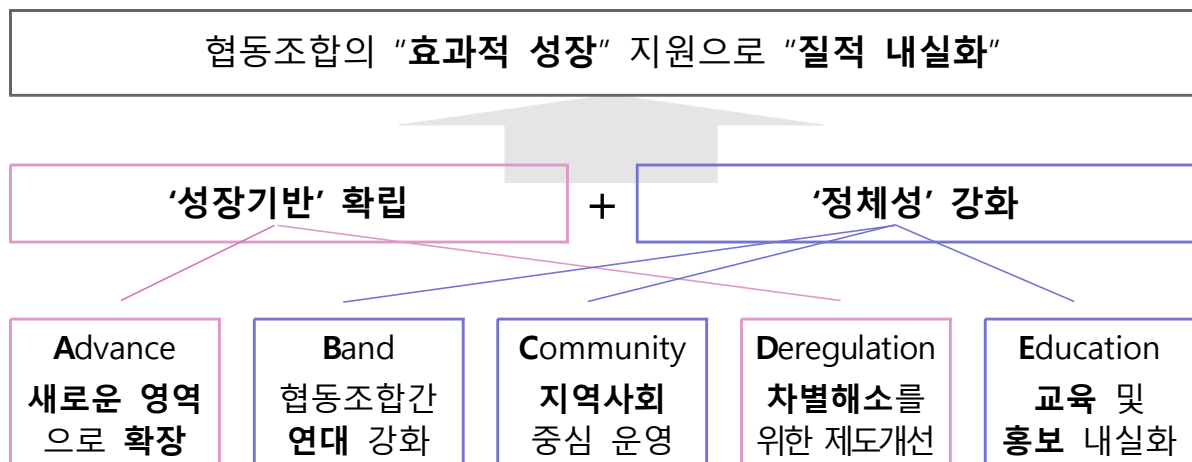 협동조합의 “효과적 성장” 지원으로 “질적 내실화”
‘성장기반’ 확립
+
‘정체성’ 강화
Advance
새로운 영역
으로 확장
Band
협동조합간
연대 강화
Community
지역사회
중심 운영
Deregulation
차별해소를
위한 제도개선
Education
교육 및
홍보 내실화